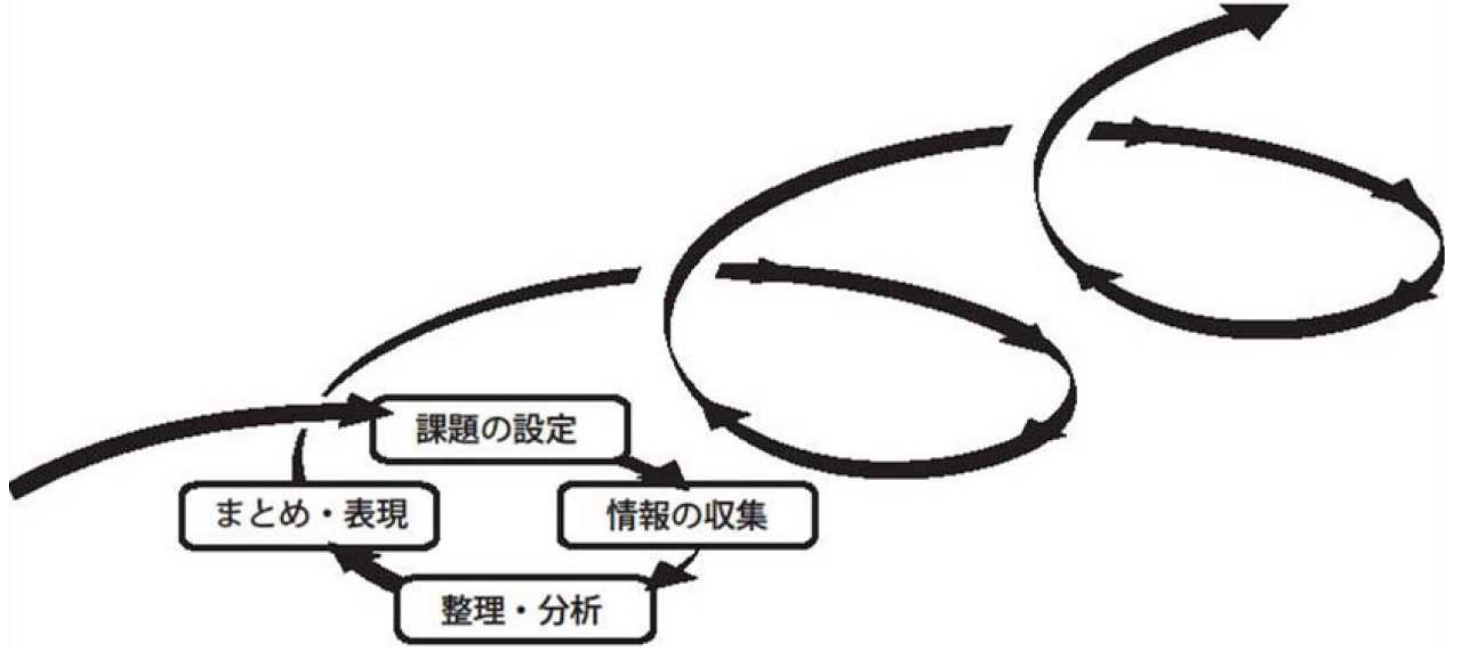 課題の設定
情報の収集
整理・分析
まとめ・表現